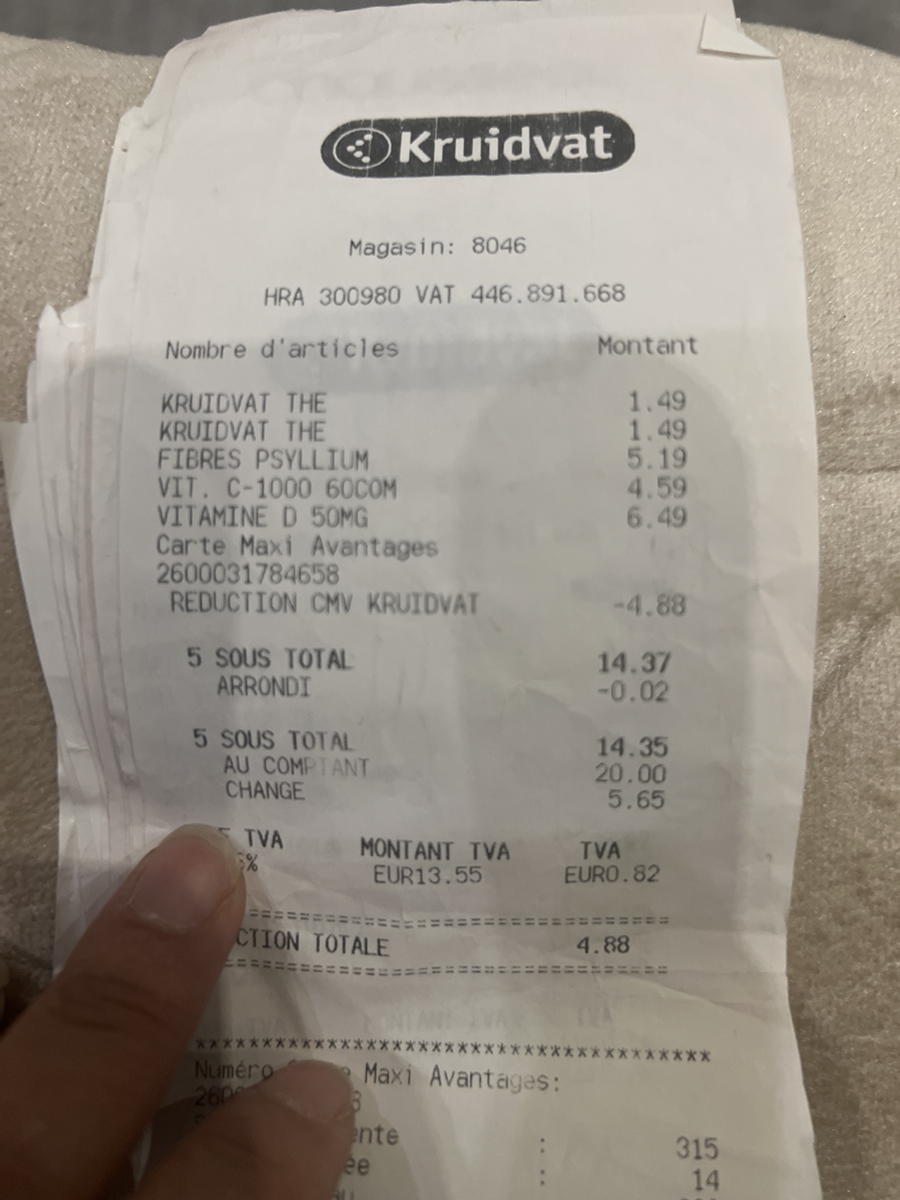 Kruidvat
Magasin: 8046
HRA 300980 VAT 446.891.668
Nombre d'articles Montant
KRUIDVAT THE 1.49
KRUIDVAT THE 1.49
FIBRES PSYLLIUM 5.19
VIT. C-1000 60COM 4.59
VITAMINE D 50MG 6.49
Carte Maxi Avantages
2600031784658
REDUCTION CMV KRUIDVAT -4.88
5 SOUS TOTAL 14.37
ARRONDI -0.02
5 SOUS TOTAL 14.35
AU COMPTANT 20.00
CHANGE 5.65
TVA MONTANT TVA TVA
% EUR13.55 EUR0.82
======================================
CTION TOTALE 4.88
======================================
**************************************
Numéro Maxi Avantages:
ente : 315
ee : 14